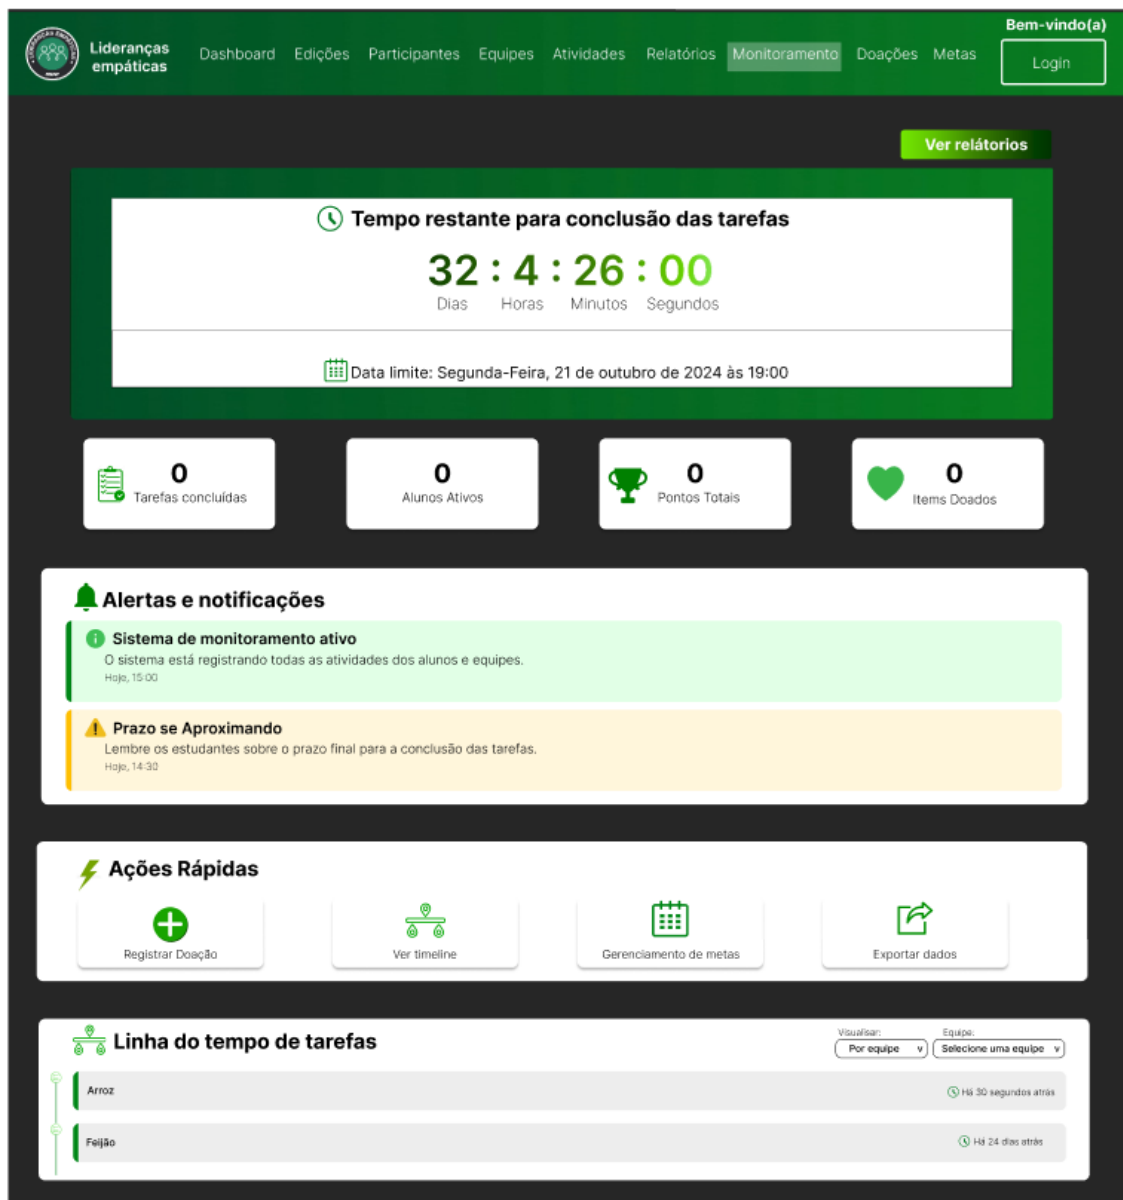 Bem-vindo(a)
Lideranças
empáticas
Dashboard Edições Participantes Equipes Atividades Relatórios Monitoramento Doações Metas
Login
Ver relátorios
Tempo restante para conclusão das tarefas
32 : 4 : 26 : 00
Dias Horas Minutos Segundos
Data limite: Segunda-Feira, 21 de outubro de 2024 às 19:00
0
Tarefas concluídas
0
Alunos Ativos
0
Pontos Totais
0
Items Doados
Alertas e notificações
Sistema de monitoramento ativo
O sistema está registrando todas as atividades dos alunos e equipes.
Hoje, 15:00
Prazo se Aproximando
Lembre os estudantes sobre o prazo final para a conclusão das tarefas.
Hoje, 14:30
Ações Rápidas
Registrar Doação
Ver timeline
Gerenciamento de metas
Exportar dados
Linha do tempo de tarefas
Visualisar: Equipe:
Por equipe v Selecione uma equipe v
Arroz Há 30 segundos atrás
Feijão Há 24 dias atrás